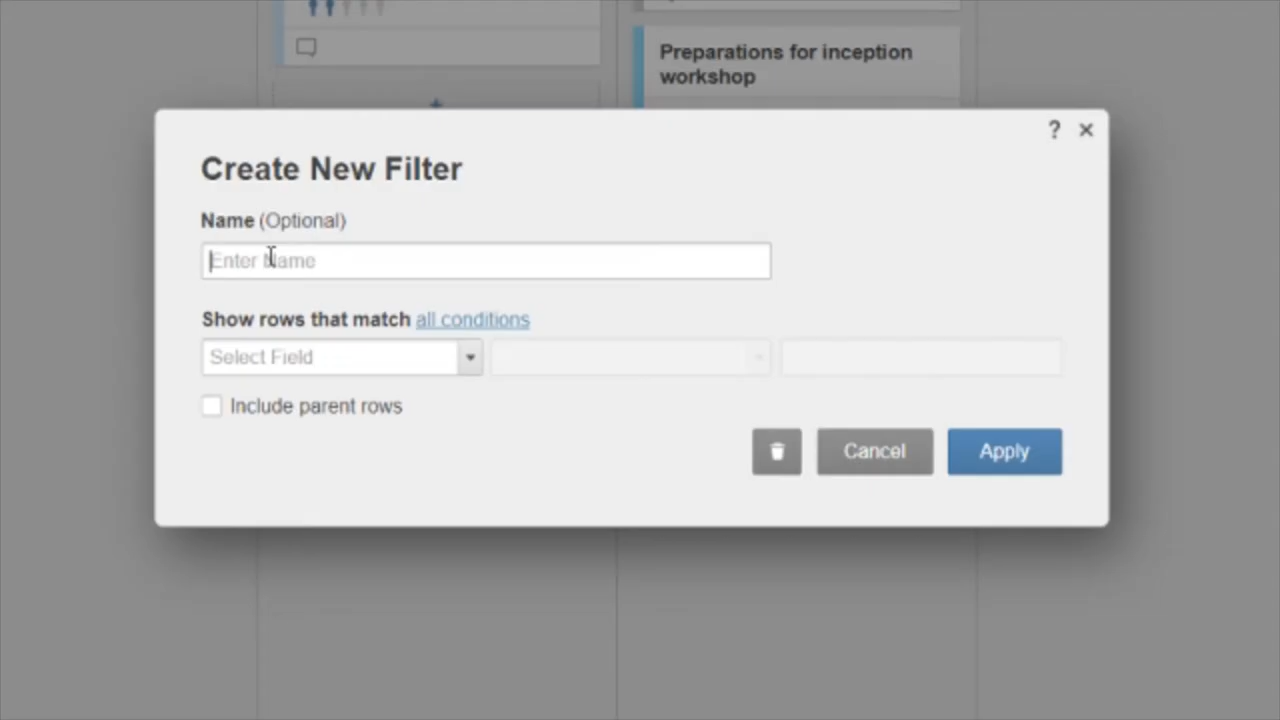 Preparations for inception
workshop
? ×
Create New Filter
Name (Optional)
Enter Name
Show rows that match all conditions
Select Field
Include parent rows
Cancel
Apply